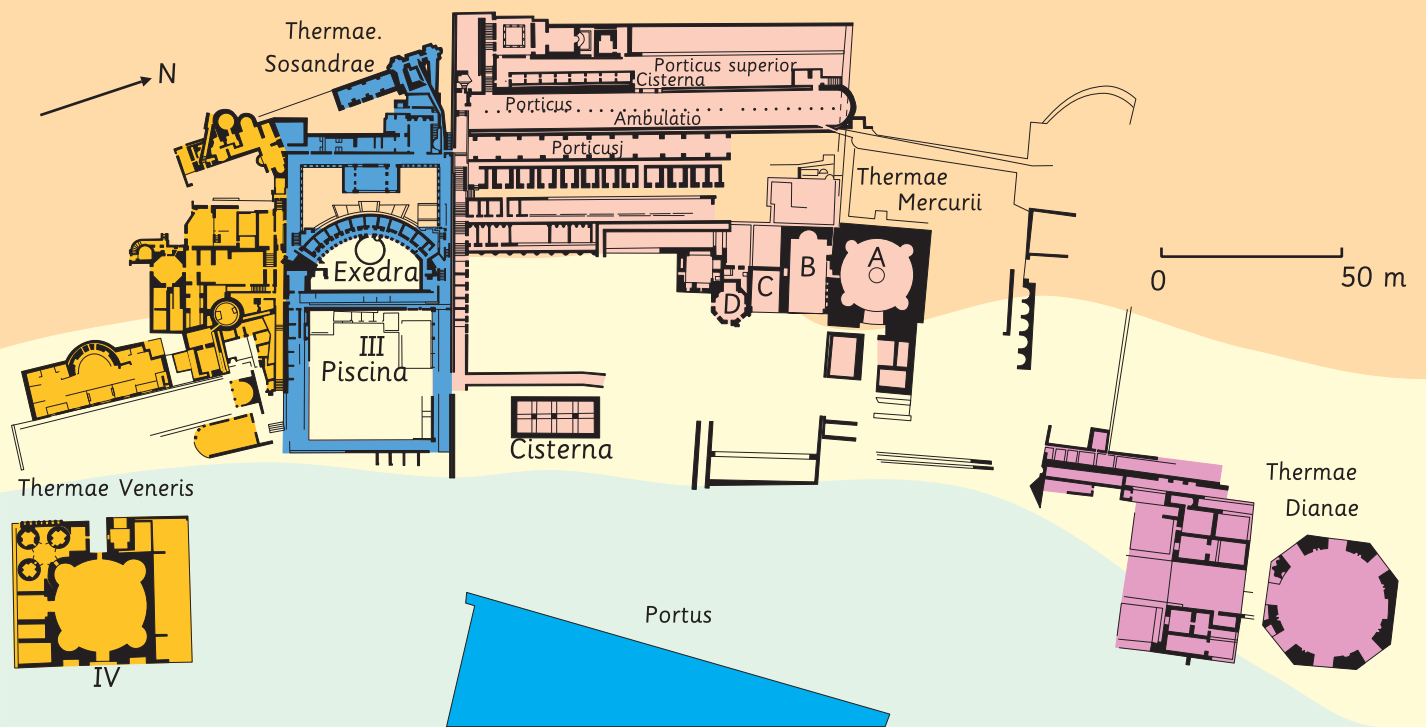 Thermae.
Sosandrae
N
Porticus superior
Cisterna
Porticus
Ambulatio
Porticusj
Thermae
Mercurii
A
B
C
D
Exedra
0
50 m
III
Piscina
Cisterna
Thermae Veneris
Thermae
Dianae
Portus
IV